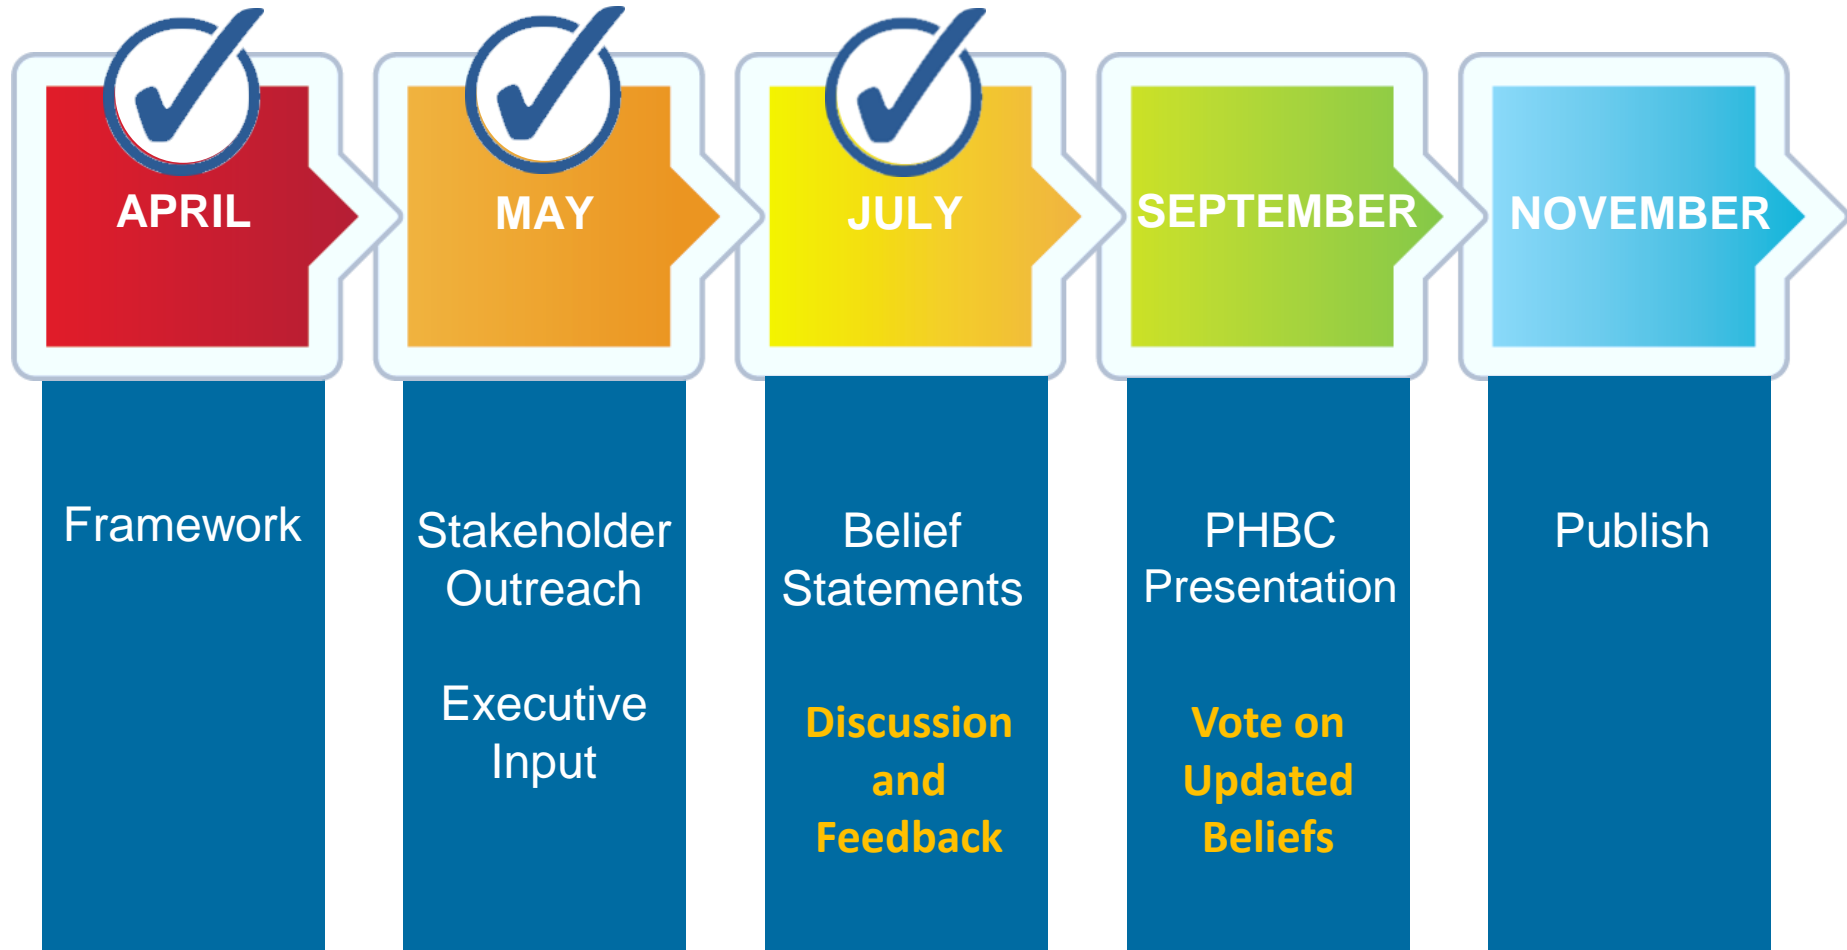 APRIL
MAY
JULY
SEPTEMBER
NOVEMBER
Framework
Stakeholder
Outreach
Executive
Input
Belief
Statements
Discussion
and
Feedback
PHBC
Presentation
Vote on
Updated
Beliefs
Publish